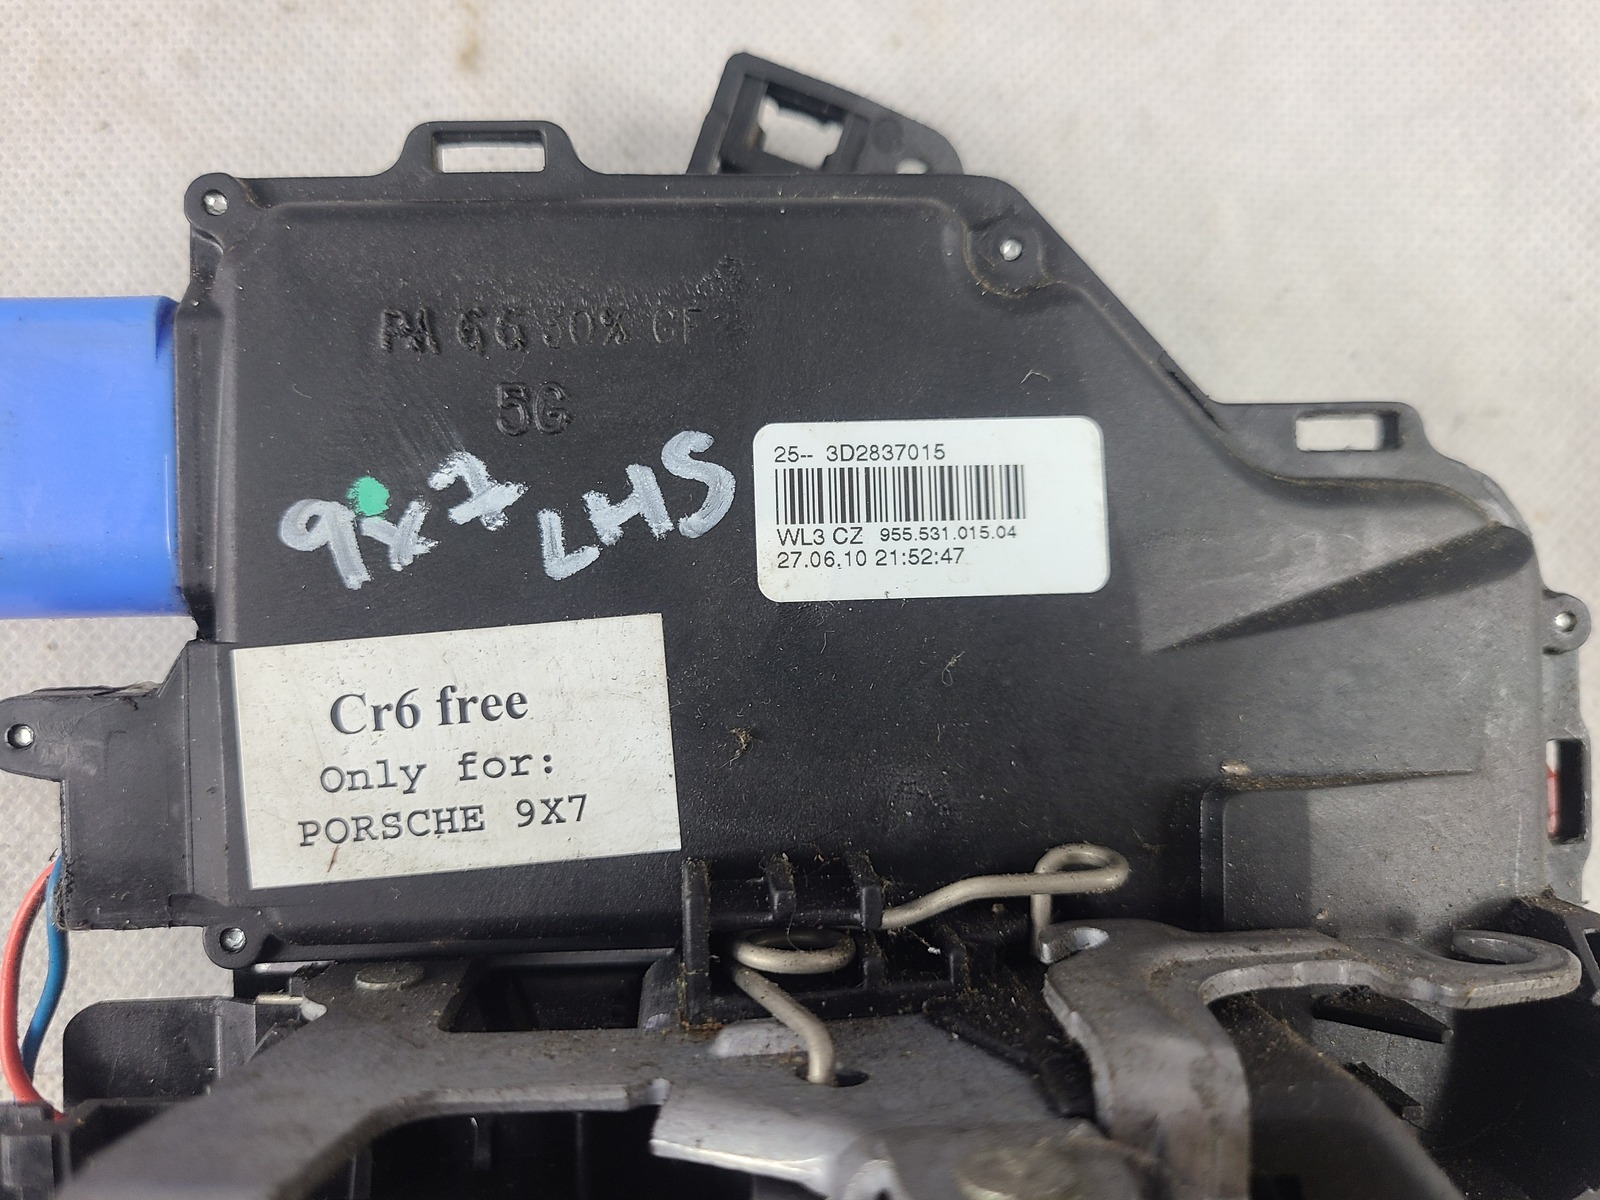 PA 66 30% GF
5G
9x7 LHS
25-- 3D2837015
WL3 CZ 955.531.015.04
27.06.10 21:52:47
Cr6 free
Only for:
PORSCHE 9X7